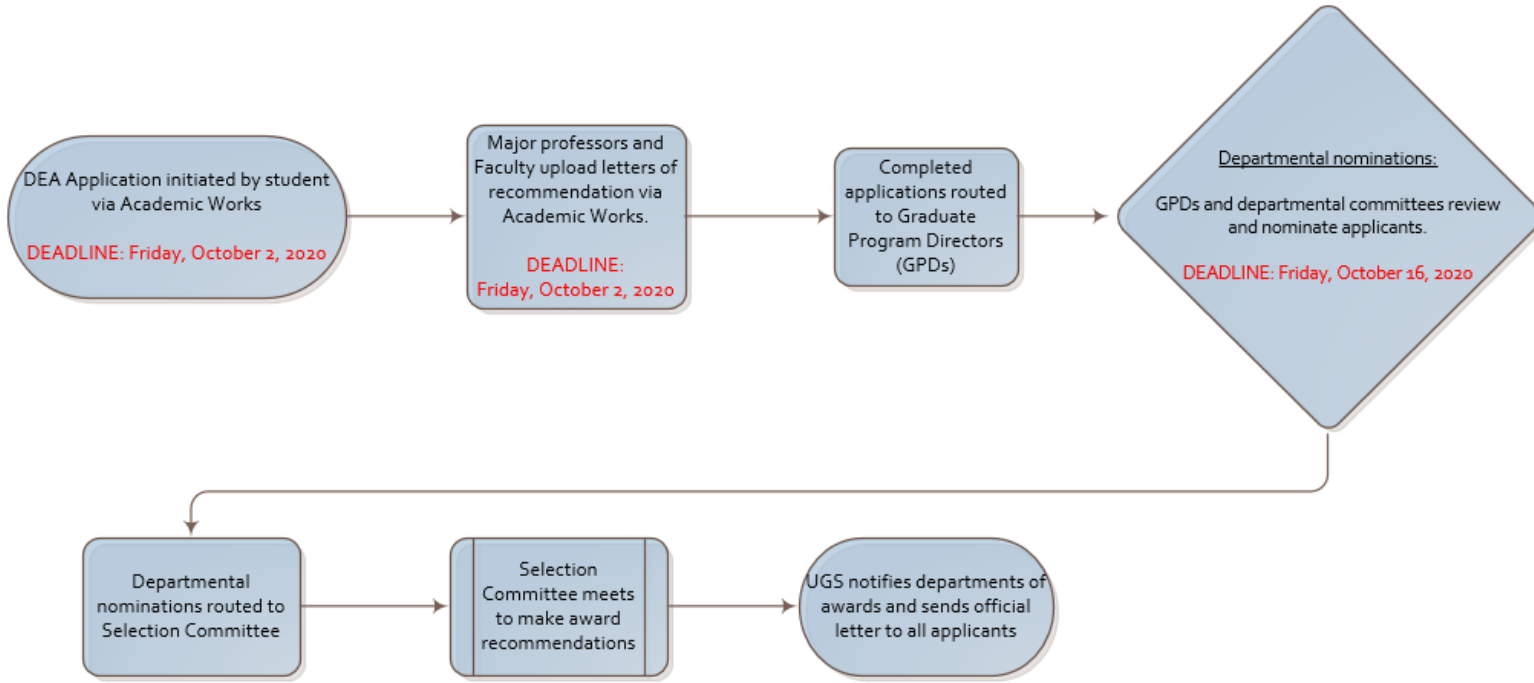 DEA Application initiated by student
via Academic Works
DEADLINE: Friday, October 2, 2020
Major professors and
Faculty upload letters of
recommendation via
Academic Works.
DEADLINE:
Friday, October 2, 2020
Completed
applications routed
to Graduate
Program Directors
(GPDs)
Departmental nominations:
GPDs and departmental committees review
and nominate applicants.
DEADLINE: Friday, October 16, 2020
Departmental
nominations routed to
Selection Committee
Selection
Committee meets
to make award
recommendations
UGS notifies departments of
awards and sends official
letter to all applicants